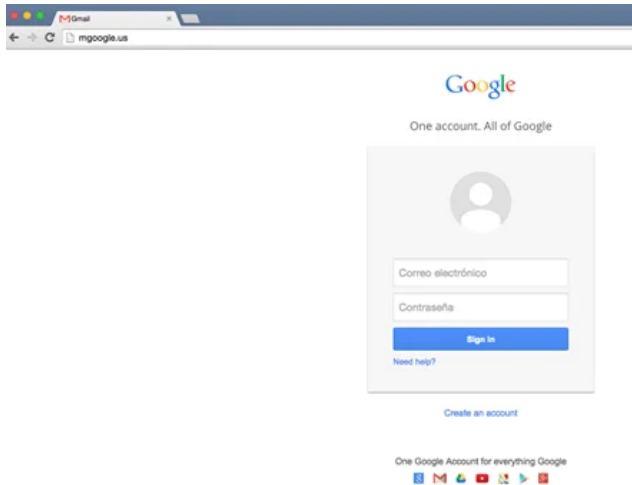 Gmail
mgoogle.us
Google
One account. All of Google
Correo electrónico
Contraseña
Sign in
Need help?
Create an account
One Google Account for everything Google